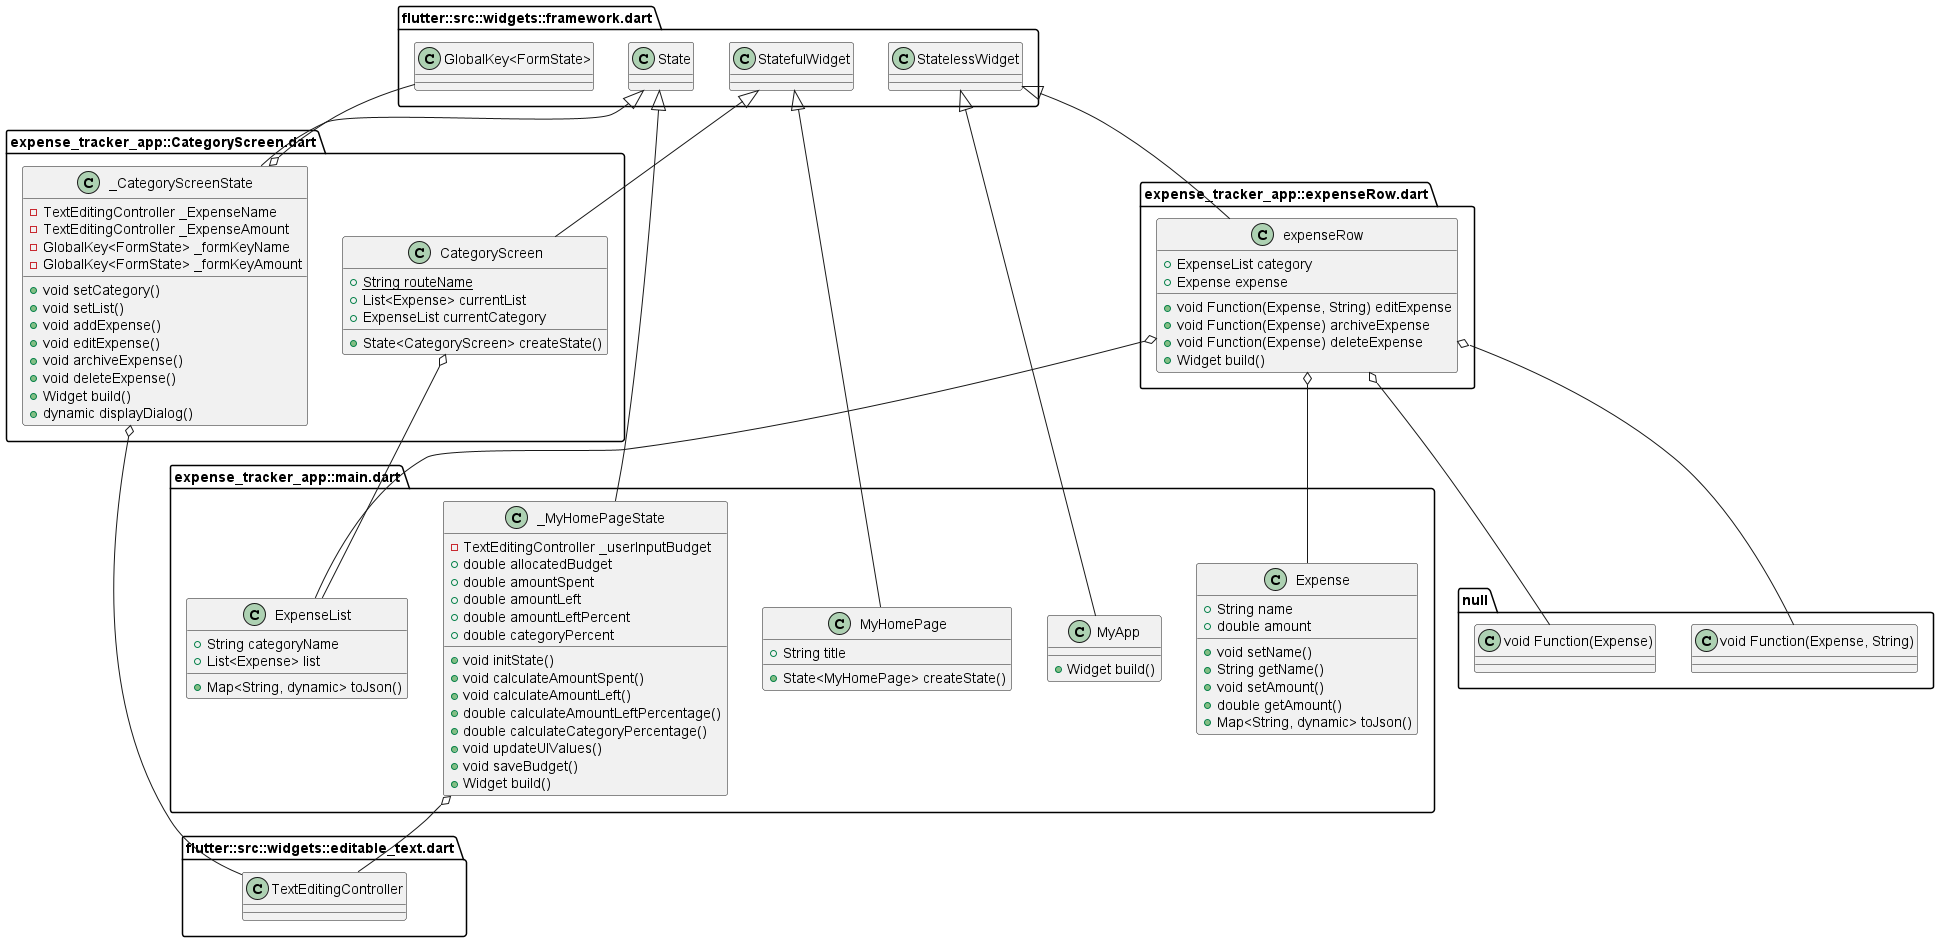 flutter::src::widgets::framework.dart
C GlobalKey<FormState>
C State
C StatefulWidget
C StatelessWidget
expense_tracker_app::CategoryScreen.dart
C _CategoryScreenState
TextEditingController _ExpenseName
TextEditingController _ExpenseAmount
GlobalKey<FormState> _formKeyName
GlobalKey<FormState> _formKeyAmount
void setCategory()
void setList()
void addExpense()
void editExpense()
void archiveExpense()
void deleteExpense()
Widget build()
dynamic displayDialog()
C CategoryScreen
String routeName
List<Expense> currentList
ExpenseList currentCategory
State<CategoryScreen> createState()
expense_tracker_app::expenseRow.dart
C expenseRow
ExpenseList category
Expense expense
void Function(Expense, String) editExpense
void Function(Expense) archiveExpense
void Function(Expense) deleteExpense
Widget build()
expense_tracker_app::main.dart
C ExpenseList
String categoryName
List<Expense> list
Map<String, dynamic> toJson()
C _MyHomePageState
TextEditingController _userInputBudget
double allocatedBudget
double amountSpent
double amountLeft
double amountLeftPercent
double categoryPercent
void initState()
void calculateAmountSpent()
void calculateAmountLeft()
double calculateAmountLeftPercentage()
double calculateCategoryPercentage()
void updateUIValues()
void saveBudget()
Widget build()
C MyHomePage
String title
State<MyHomePage> createState()
C MyApp
Widget build()
C Expense
String name
double amount
void setName()
String getName()
void setAmount()
double getAmount()
Map<String, dynamic> toJson()
null
C void Function(Expense)
C void Function(Expense, String)
flutter::src::widgets::editable_text.dart
C TextEditingController